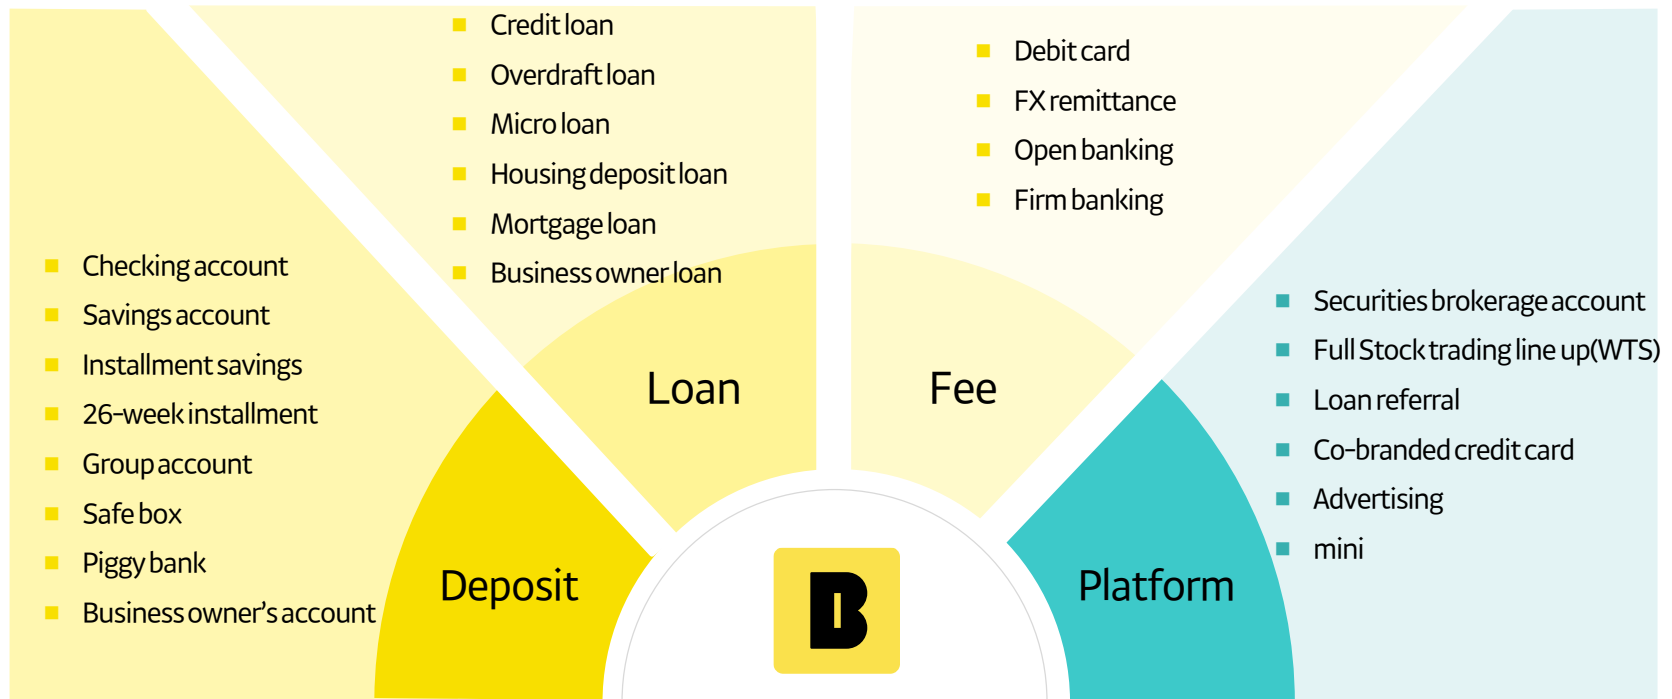 Checking account
Savings account
Installment savings
26-week installment
Group account
Safe box
Piggy bank
Business owner's account
Deposit
Credit loan
Overdraft loan
Micro loan
Housing deposit loan
Mortgage loan
Business owner loan
Loan
Debit card
FX remittance
Open banking
Firm banking
Fee
Securities brokerage account
Full Stock trading line up(WTS)
Loan referral
Co-branded credit card
Advertising
mini
Platform
B